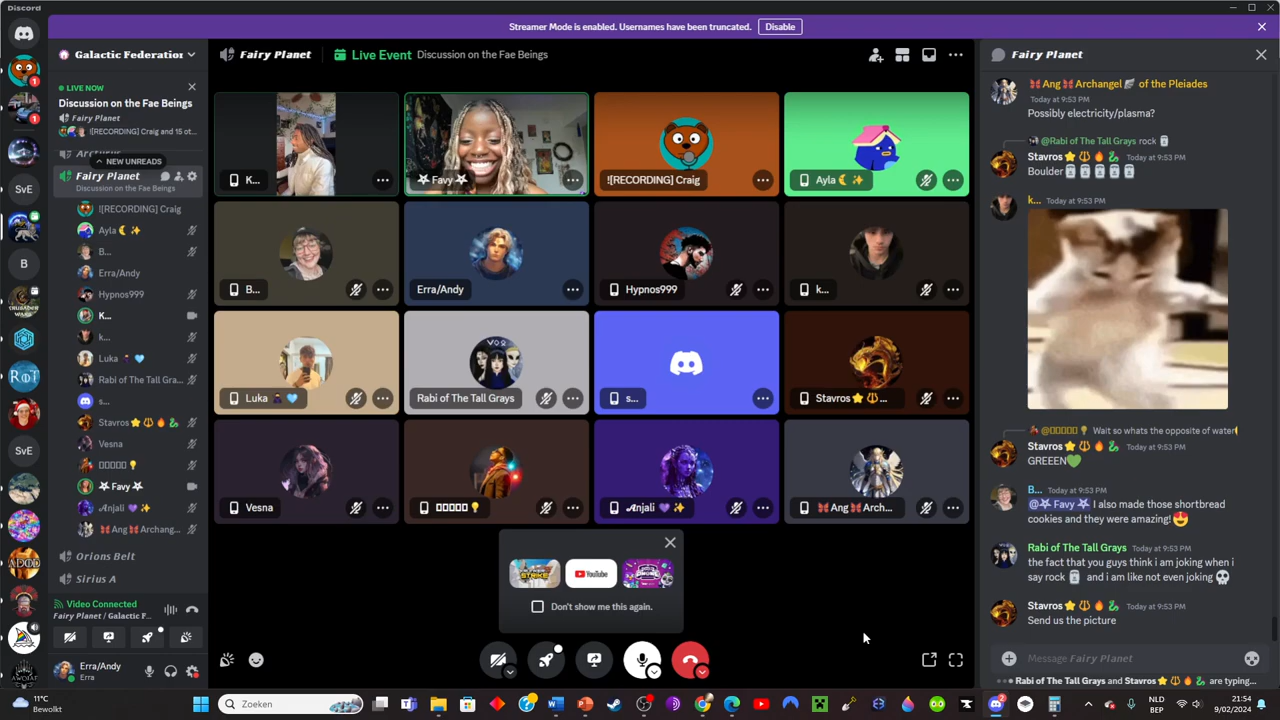 Discord
Streamer Mode is enabled. Usernames have been truncated.
Disable
Galactic Federation
LIVE NOW
Discussion on the Fae Beings
Fairy Planet
![RECORDING] Craig and 15 ot...
Arcturus
NEW UNREADS
Fairy Planet
Discussion on the Fae Beings
![RECORDING] Craig
Ayla
B...
Erra/Andy
Hypnos999
K...
k...
Luka
Rabi of The Tall Gra...
s...
Stavros
Vesna
Favy
Anjali
Ang Archang...
Orions Belt
Sirius A
Video Connected
Fairy Planet / Galactic F...
Erra/Andy
Erra
SvE
B
RoT
SvE
ADOD
AWOIAF
1
1
Fairy Planet
Live Event
Discussion on the Fae Beings
K...
Favy
![RECORDING] Craig
Ayla
B...
Erra/Andy
Hypnos999
k...
Luka
Rabi of The Tall Grays
s...
Stavros ...
Vesna
Anjali
Ang Arch...
YouTube
Don't show me this again.
Fairy Planet
Ang Archangel of the Pleiades
Today at 9:53 PM
Possibly electricity/plasma?
@Rabi of The Tall Grays rock
Stavros Today at 9:53 PM
Boulder
k... Today at 9:53 PM
Wait so whats the opposite of water
Stavros Today at 9:53 PM
GREEEN
B... Today at 9:53 PM
@Favy I also made those shortbread
cookies and they were amazing!
Rabi of The Tall Grays Today at 9:53 PM
the fact that you guys think i am joking when i
say rock and i am like not even joking
Stavros Today at 9:53 PM
Send us the picture
Message Fairy Planet
Rabi of The Tall Grays and Stavros are typing...
11°C
Bewolkt
Zoeken
NLD
BEP
21:54
9/02/2024